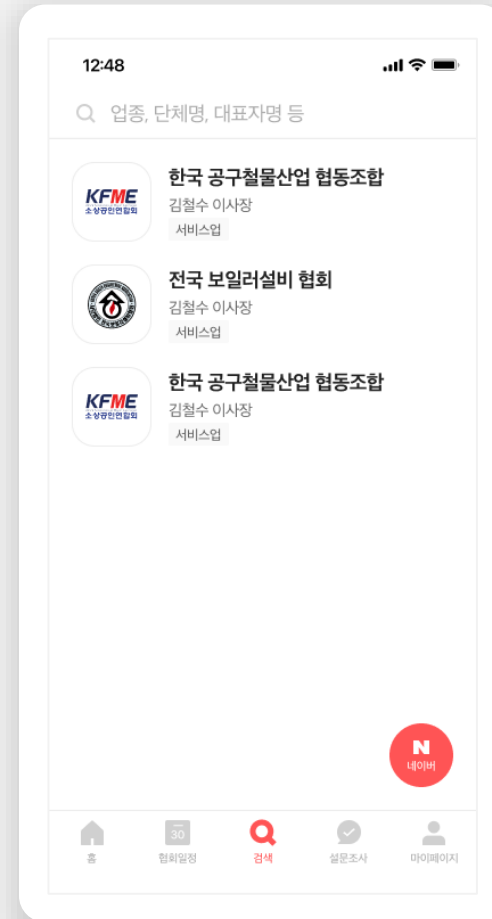 12:48
업종, 단체명, 대표자명 등
KFME
소상공인연합회
한국 공구철물산업 협동조합
김철수 이사장
서비스업
전국 보일러설비 협회
김철수 이사장
서비스업
KFME
소상공인연합회
한국 공구철물산업 협동조합
김철수 이사장
서비스업
N
네이버
30
홈
협회일정
검색
설문조사
마이페이지